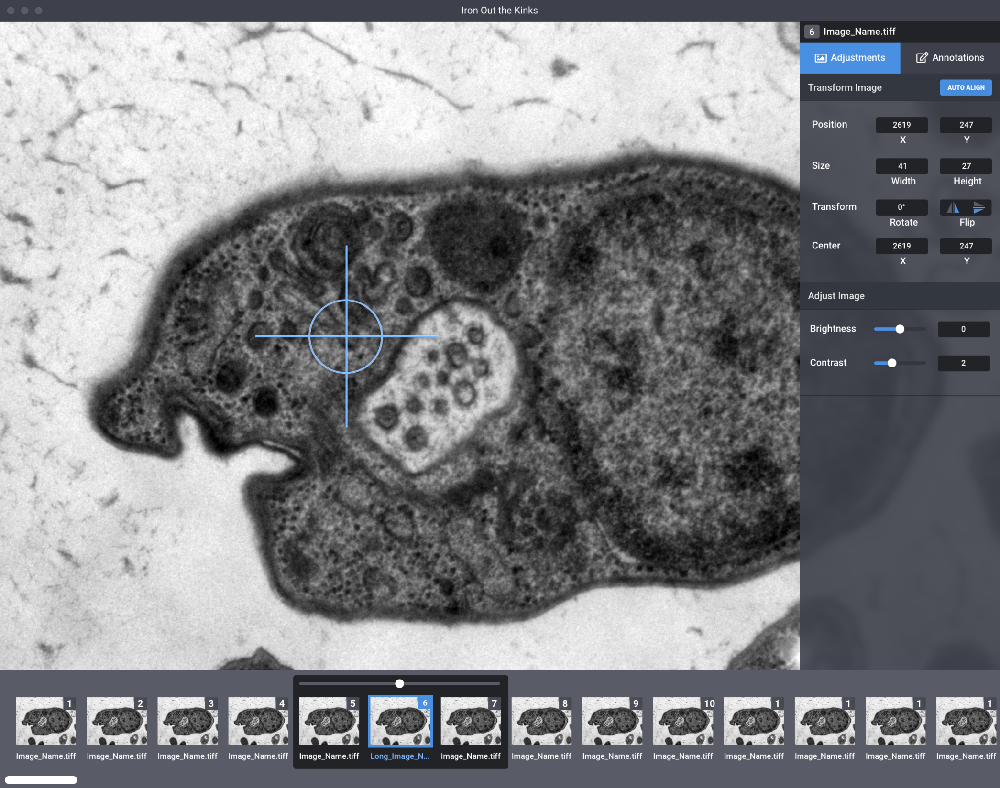 Iron Out the Kinks
6 Image_Name.tiff
Adjustments Annotations
Transform Image AUTO ALIGN
Position 2619 247
X Y
Size 41 27
Width Height
Transform 0°
Rotate Flip
Center 2619 247
X Y
Adjust Image
Brightness 0
Contrast 2
1 2 3 4 5 6 7 8 9 10 1 1 1 1
Image_Name.tiff Image_Name.tiff Image_Name.tiff Image_Name.tiff Image_Name.tiff Long_Image_N... Image_Name.tiff Image_Name.tiff Image_Name.tiff Image_Name.tiff Image_Name.tiff Image_Name.tiff Image_Name.tiff Image_Name.tiff